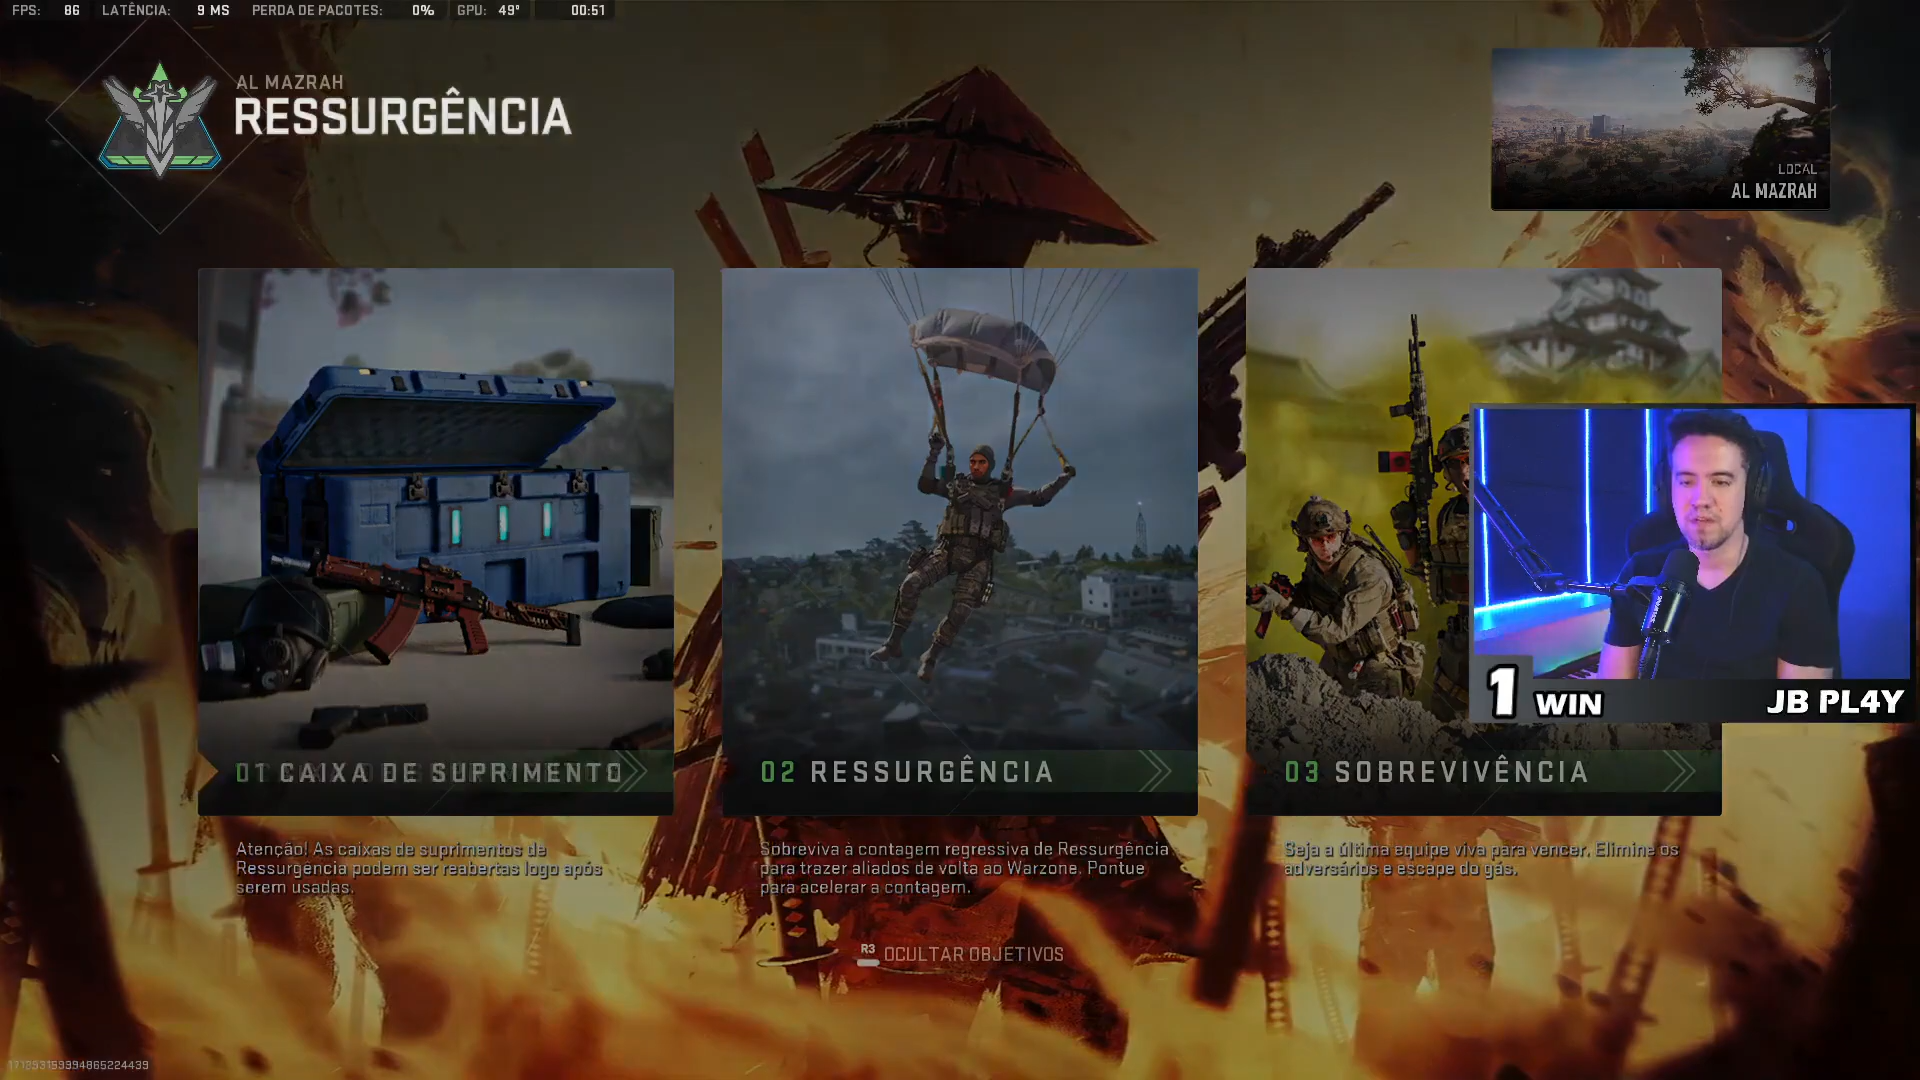 FPS: 86 LATÊNCIA: 9 MS PERDA DE PACOTES: 0% GPU: 49° 00:51
AL MAZRAH
RESSURGÊNCIA
LOCAL
AL MAZRAH
01 CAIXA DE SUPRIMENTO
02 RESSURGÊNCIA
03 SOBREVIVÊNCIA
1 WIN JB PL4Y
Atenção! As caixas de suprimentos de
Ressurgência podem ser reabertas logo após
serem usadas.
Sobreviva à contagem regressiva de Ressurgência
para trazer aliados de volta ao Warzone. Pontue
para acelerar a contagem.
Seja a última equipe viva para vencer. Elimine os
adversários e escape do gás.
R3 OCULTAR OBJETIVOS